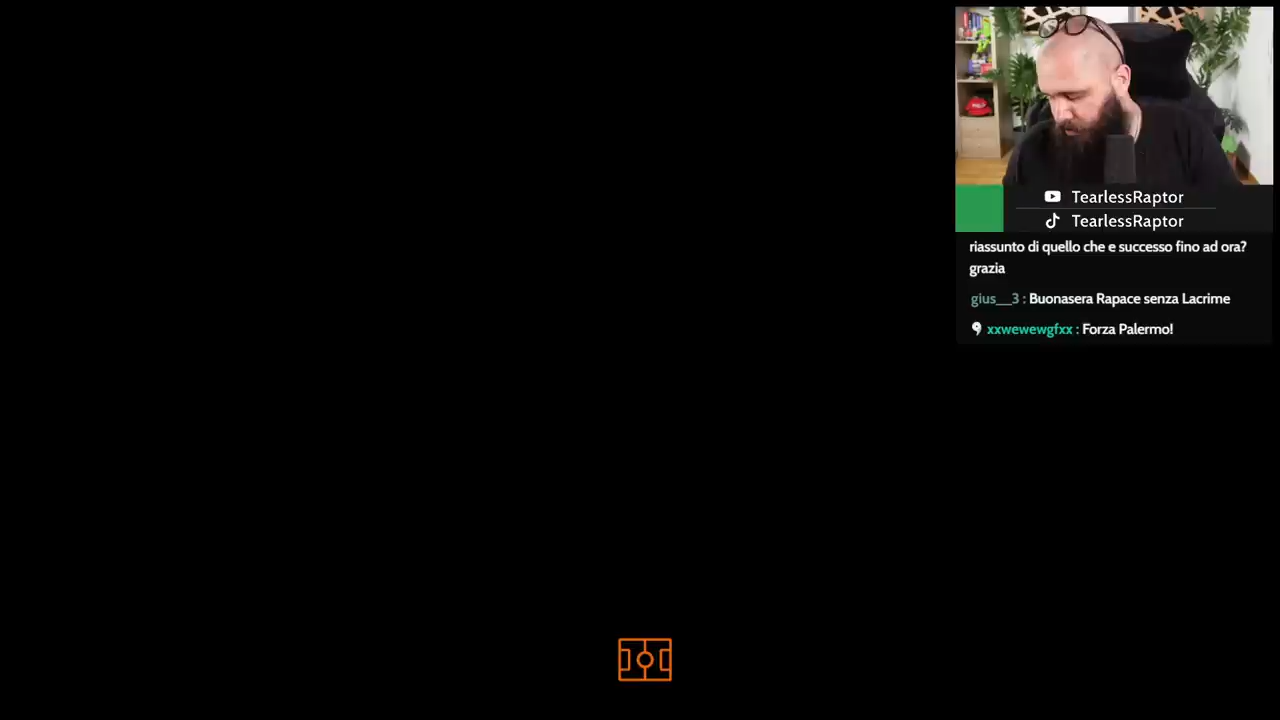 TearlessRaptor
TearlessRaptor
riassunto di quello che e successo fino ad ora?
grazia
gius__3 : Buonasera Rapace senza Lacrime
xxwewewgfxx : Forza Palermo!